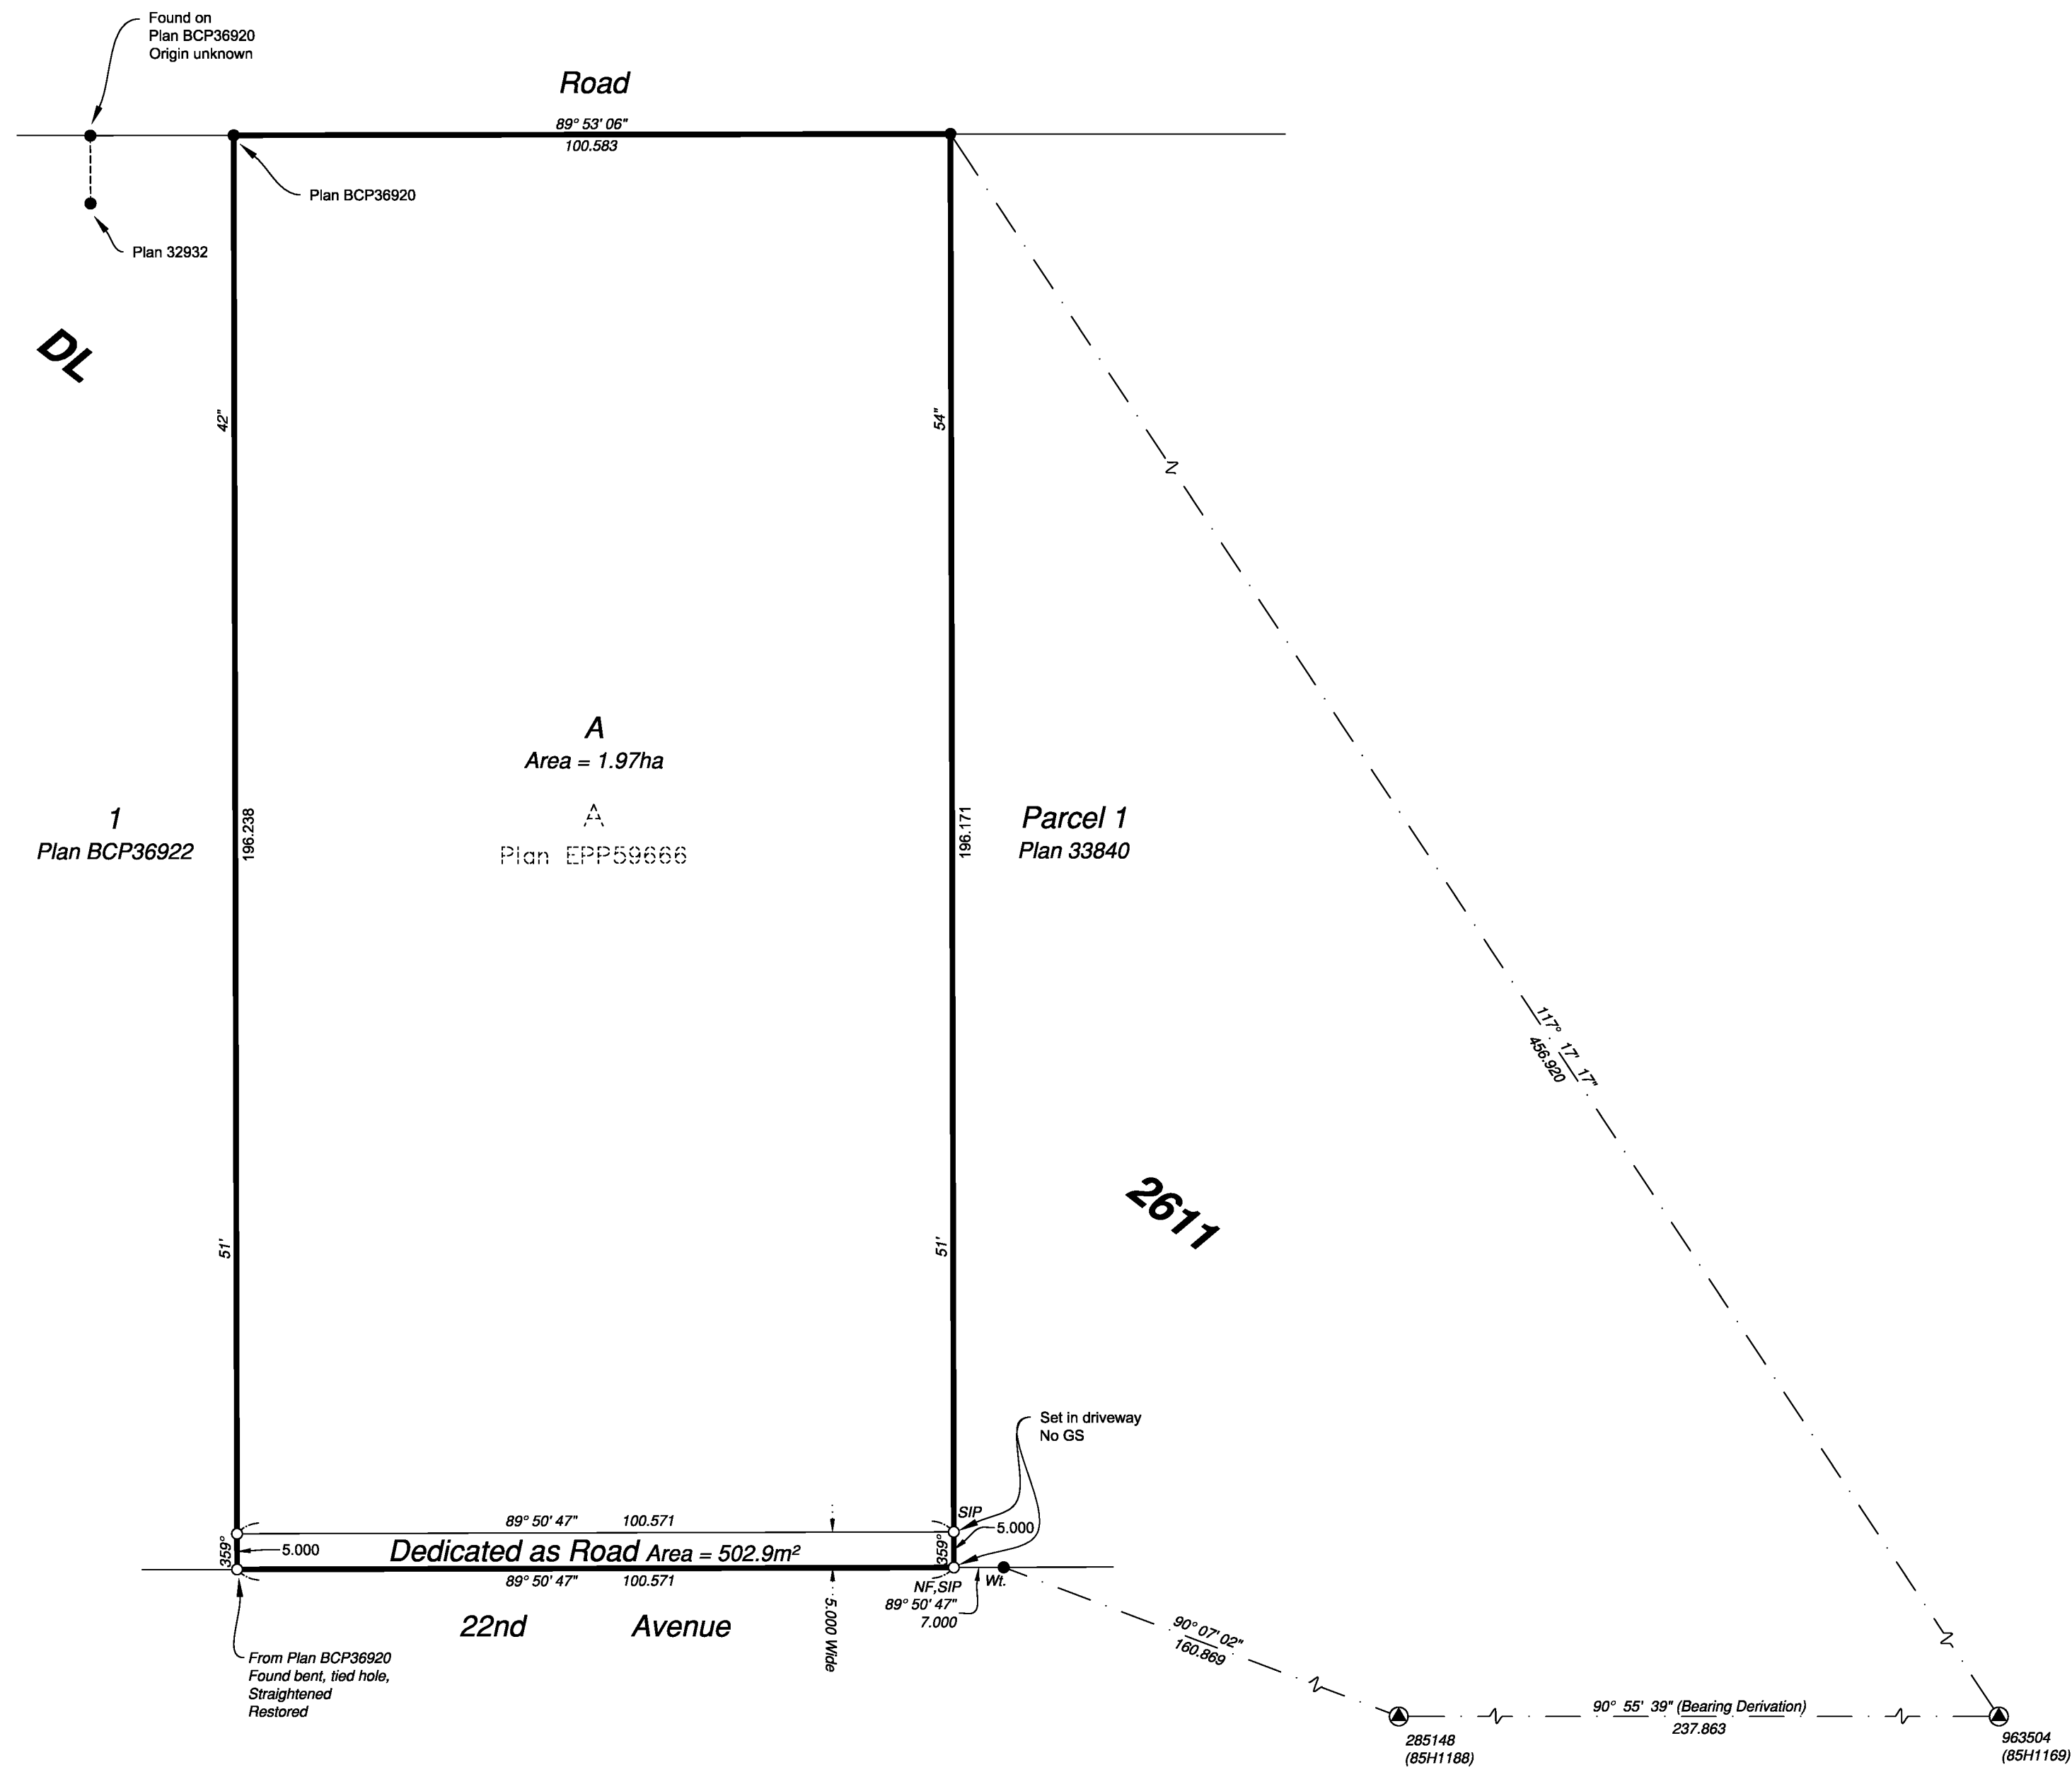 Found on
Plan BCP36920
Origin unknown
Road
89° 53' 06"
100.583
Plan BCP36920
Plan 32932
DL
42"
54"
A
Area = 1.97ha
A
Plan EPP59666
1
Plan BCP36922
196.238
196.171
Parcel 1
Plan 33840
117° 17' 17"
456.920
2611
51'
51'
Set in driveway
No GS
SIP
89° 50' 47" 100.571
5.000
359°
5.000
Dedicated as Road Area = 502.9m²
359°
89° 50' 47" 100.571
NF,SIP
Wt.
89° 50' 47"
7.000
5.000 Wide
22nd Avenue
90° 07' 02"
160.869
From Plan BCP36920
Found bent, tied hole,
Straightened
Restored
90° 55' 39" (Bearing Derivation)
237.863
285148
(85H1188)
963504
(85H1169)